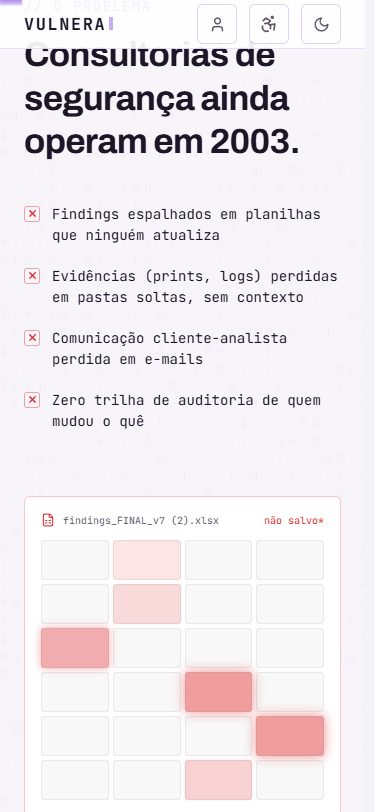 // O PROBLEMA
VULNERA
Consultorias de
segurança ainda
operam em 2003.
Findings espalhados em planilhas
que ninguém atualiza
Evidências (prints, logs) perdidas
em pastas soltas, sem contexto
Comunicação cliente-analista
perdida em e-mails
Zero trilha de auditoria de quem
mudou o quê
findings_FINAL_v7 (2).xlsx
não salvo*